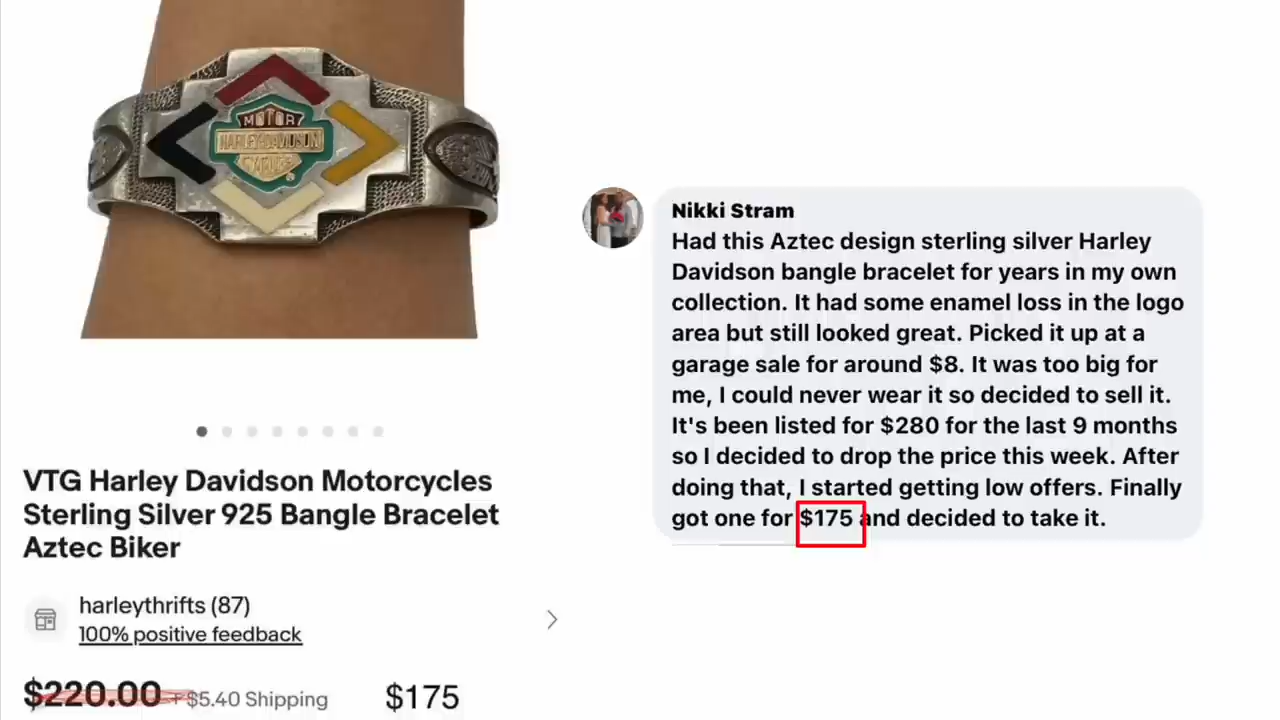 MOTOR
HARLEY-DAVIDSON
CYCLES
VTG Harley Davidson Motorcycles
Sterling Silver 925 Bangle Bracelet
Aztec Biker
harleythrifts (87)
100% positive feedback
$220.00 + $5.40 Shipping
$175
Nikki Stram
Had this Aztec design sterling silver Harley
Davidson bangle bracelet for years in my own
collection. It had some enamel loss in the logo
area but still looked great. Picked it up at a
garage sale for around $8. It was too big for
me, I could never wear it so decided to sell it.
It's been listed for $280 for the last 9 months
so I decided to drop the price this week. After
doing that, I started getting low offers. Finally
got one for $175 and decided to take it.